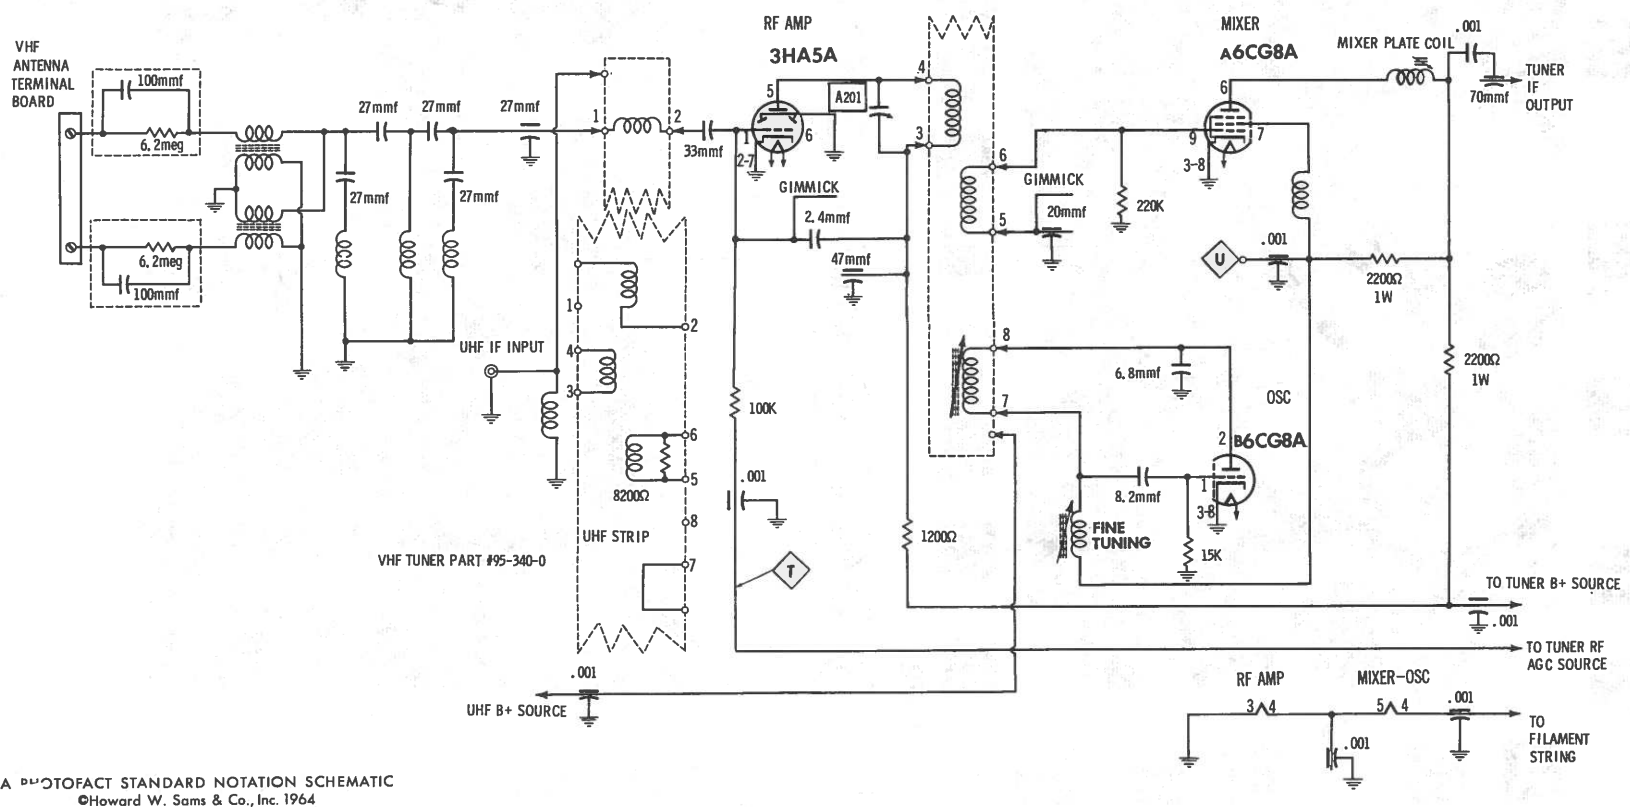 VHF
ANTENNA
TERMINAL
BOARD
100mmf
6.2meg
6.2meg
100mmf
27mmf
27mmf
27mmf
27mmf
27mmf
1
2
33mmf
RF AMP
3HA5A
5
A201
1
6
2-7
GIMMICK
2.4mmf
47mmf
4
3
6
5
GIMMICK
20mmf
MIXER
A6CG8A
6
9
7
3-8
220K
MIXER PLATE COIL
.001
70mmf
TUNER
IF
OUTPUT
U
.001
2200Ω
1W
2200Ω
1W
UHF IF INPUT
1
2
4
3
6
5
8200Ω
8
UHF STRIP
7
VHF TUNER PART #95-340-0
100K
.001
T
1200Ω
8
7
6.8mmf
OSC
B6CG8A
2
1
3-8
8.2mmf
15K
FINE
TUNING
TO TUNER B+ SOURCE
.001
TO TUNER RF
AGC SOURCE
.001
UHF B+ SOURCE
RF AMP
3 4
MIXER-OSC
5 4
.001
.001
TO
FILAMENT
STRING
A PHOTOFACT STANDARD NOTATION SCHEMATIC
©Howard W. Sams & Co., Inc. 1964